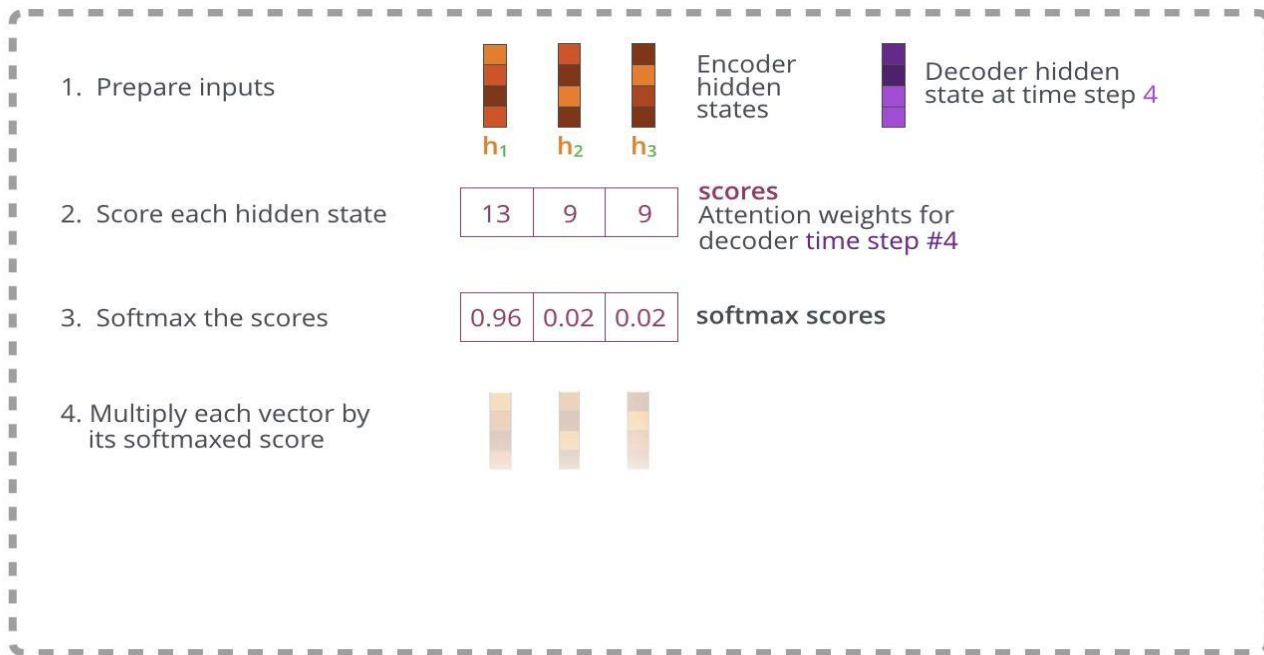 1. Prepare inputs
Encoder
hidden
states
Decoder hidden
state at time step 4
h₁ h₂ h₃
2. Score each hidden state
13 9 9
scores
Attention weights for
decoder time step #4
3. Softmax the scores
0.96 0.02 0.02
softmax scores
4. Multiply each vector by
its softmaxed score